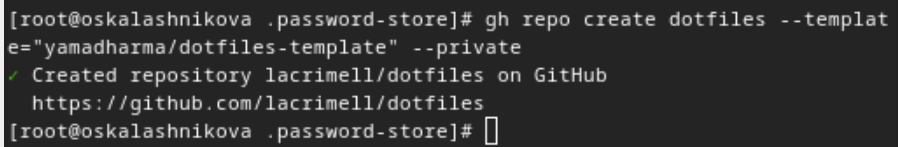 [root@oskalashnikova .password-store]# gh repo create dotfiles --templat
e="yamadharma/dotfiles-template" --private
✓ Created repository lacrimell/dotfiles on GitHub
  https://github.com/lacrimell/dotfiles
[root@oskalashnikova .password-store]#